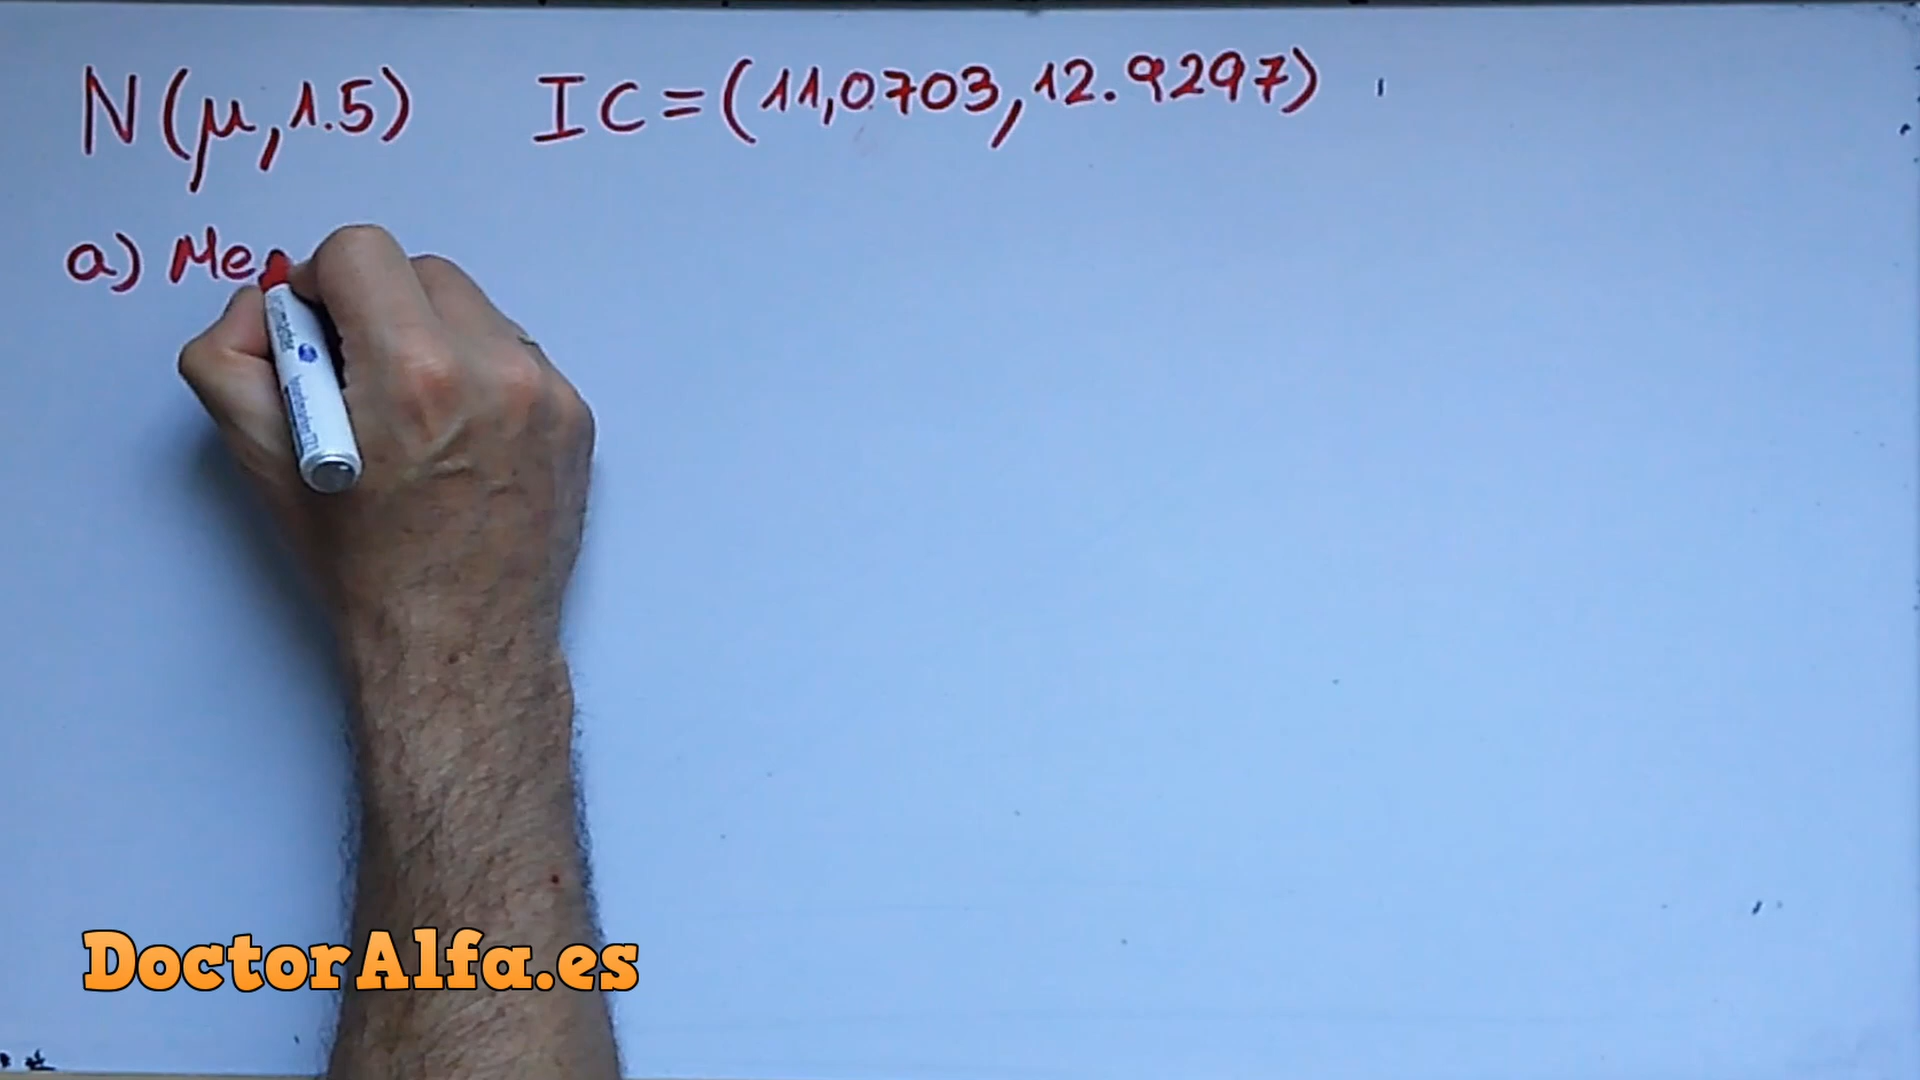 N(μ,1.5) IC=(11,0703,12.9297)
a) Me
DoctorAlfa.es